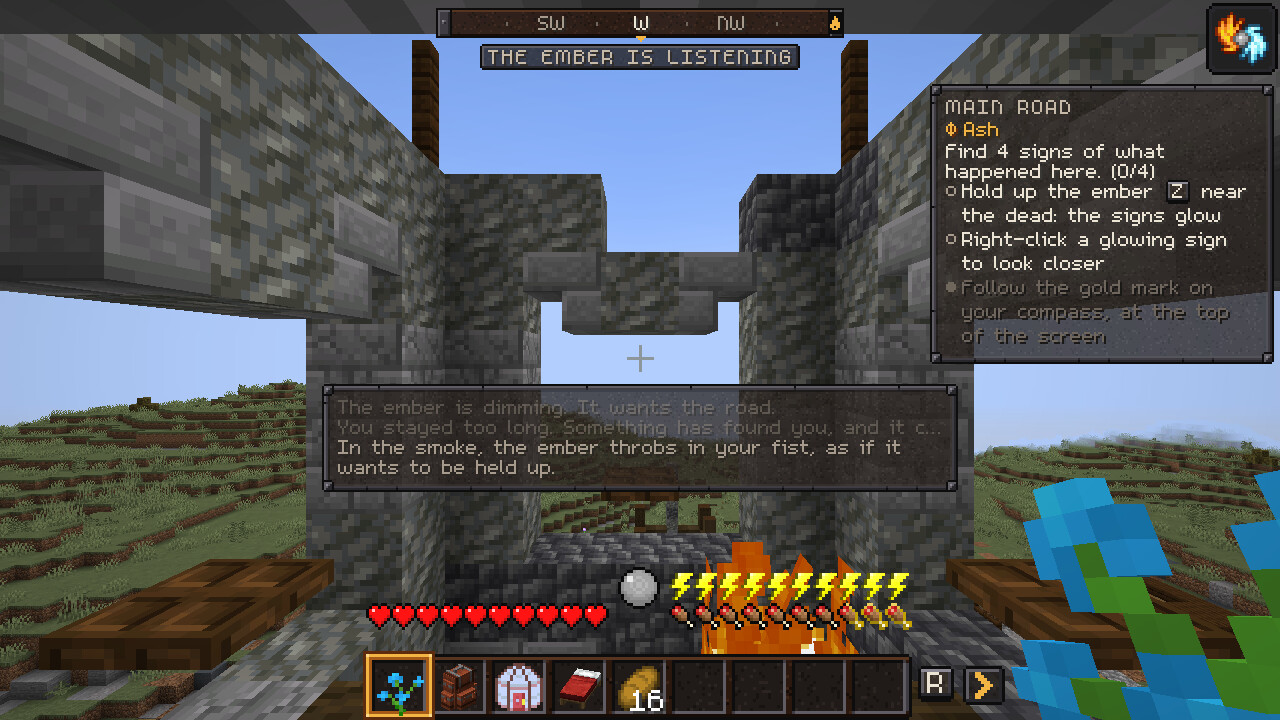 SW W NW
THE EMBER IS LISTENING
MAIN ROAD
Ash
Find 4 signs of what
happened here. (0/4)
Hold up the ember Z near
the dead: the signs glow
Right-click a glowing sign
to look closer
Follow the gold mark on
your compass, at the top
of the screen
The ember is dimming. It wants the road.
You stayed too long. Something has found you, and it c...
In the smoke, the ember throbs in your fist, as if it
wants to be held up.
16
R